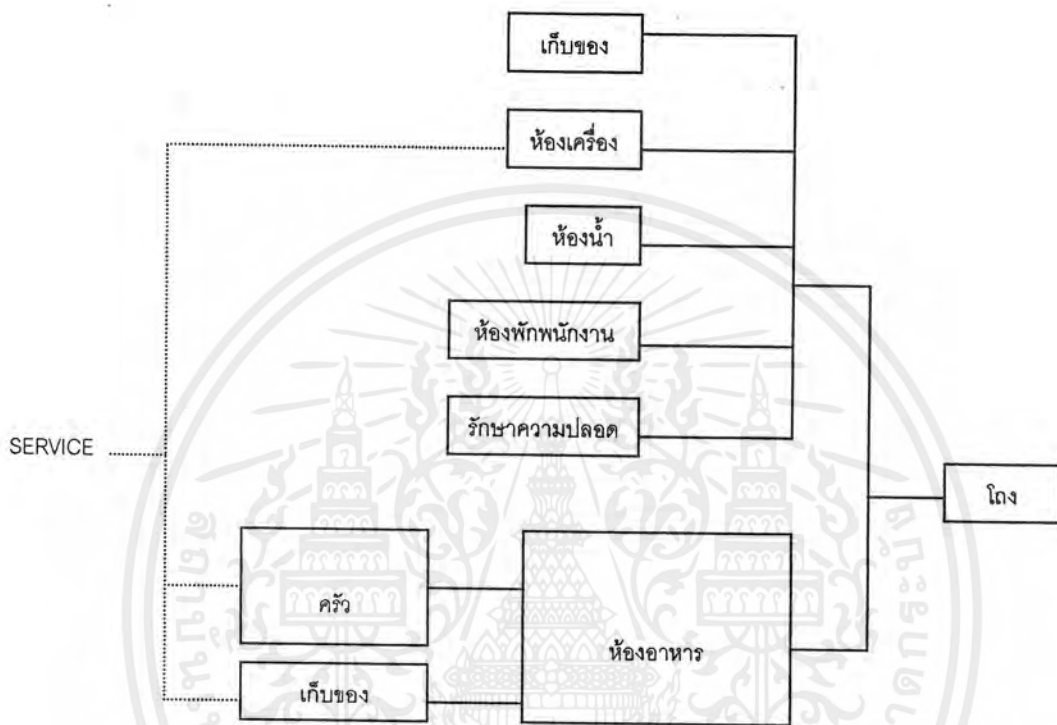 เก็บของ
ห้องเครื่อง
ห้องน้ำ
ห้องพักพนักงาน
รักษาความปลอด
SERVICE
โถง
ครัว
ห้องอาหาร
เก็บของ